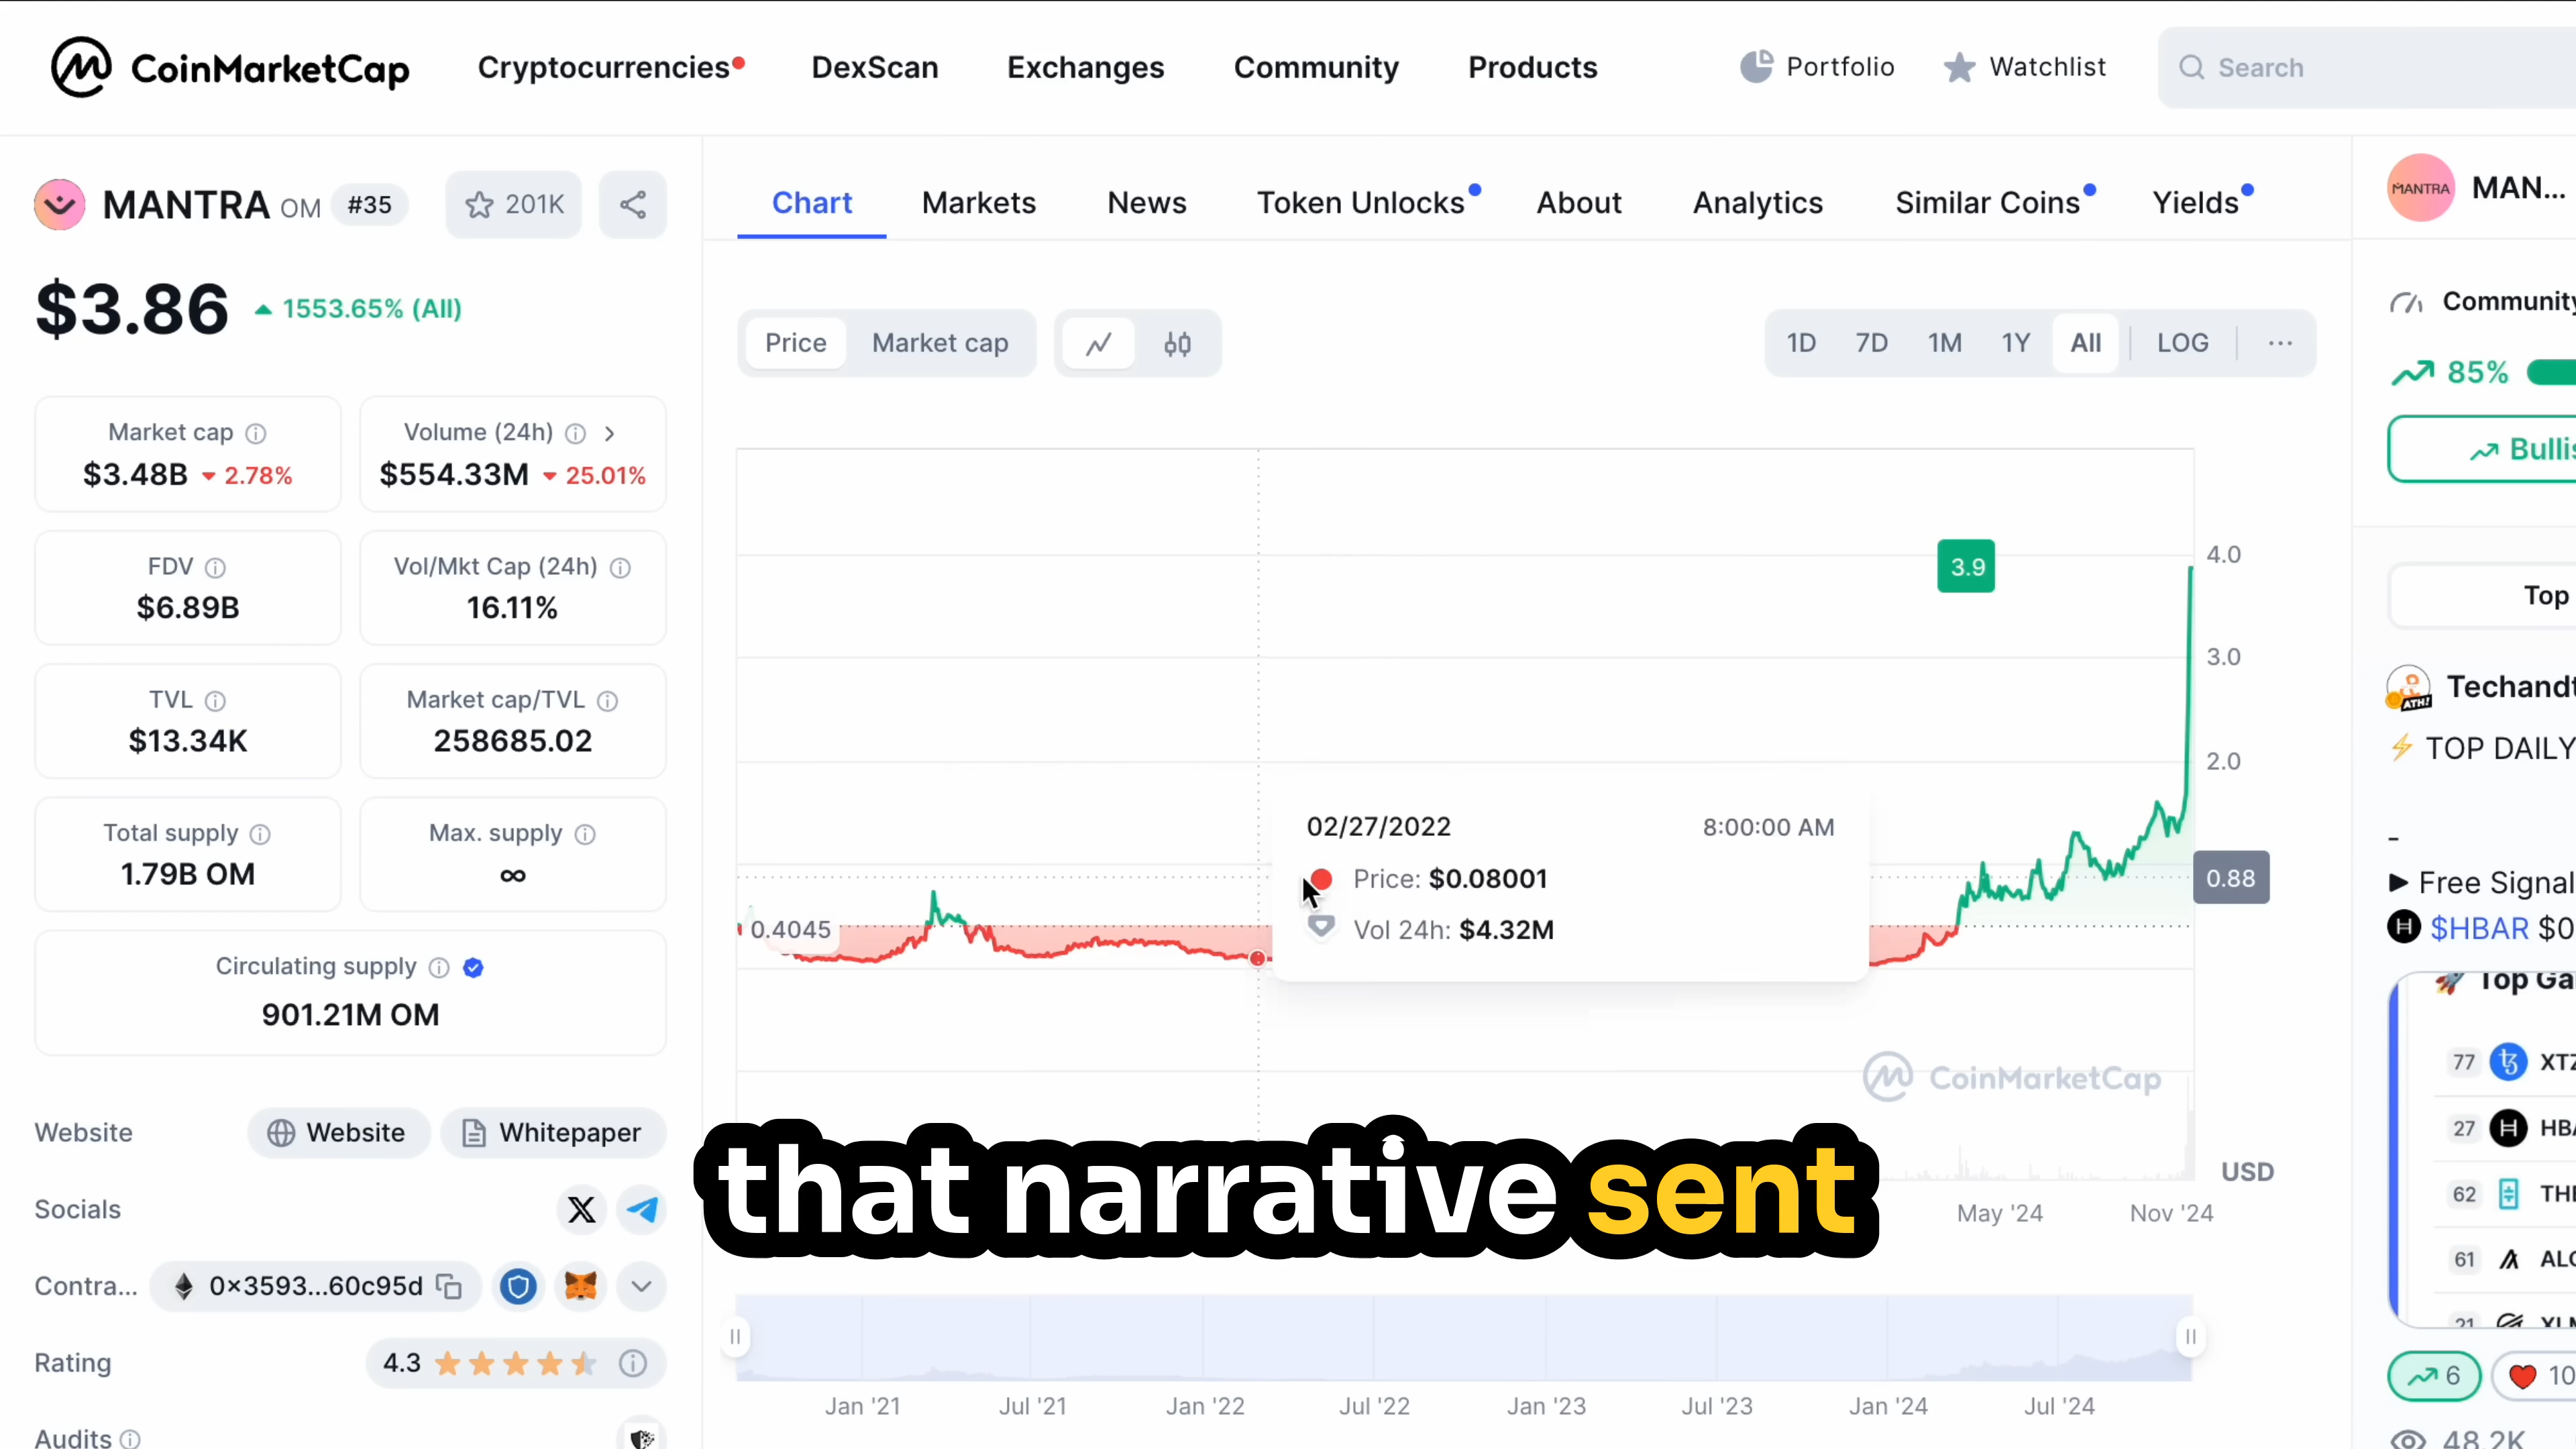 CoinMarketCap
Cryptocurrencies DexScan Exchanges Community Products Portfolio Watchlist Search
MANTRA OM #35 201K
$3.86 1553.65% (All)
Market cap
$3.48B 2.78%
Volume (24h)
$554.33M 25.01%
FDV
$6.89B
Vol/Mkt Cap (24h)
16.11%
TVL
$13.34K
Market cap/TVL
258685.02
Total supply
1.79B OM
Max. supply
∞
Circulating supply
901.21M OM
Website Website Whitepaper
Socials
Contra... 0x3593...60c95d
Rating 4.3
Audits
Chart Markets News Token Unlocks About Analytics Similar Coins Yields
Price Market cap
1D 7D 1M 1Y All LOG ...
4.0
3.9
3.0
2.0
0.88
0.4045
02/27/2022 8:00:00 AM
Price: $0.08001
Vol 24h: $4.32M
CoinMarketCap
USD
May '24 Nov '24
that narrative sent
Jan '21 Jul '21 Jan '22 Jul '22 Jan '23 Jul '23 Jan '24 Jul '24
MANTRA MAN...
Community
85%
Bullis
Top
ATH!
Techandt
TOP DAILY
-
Free Signal
$HBAR $0
Top Ga
77 XTZ
27 HBA
62 THE
61 ALG
21 XLM
6 10
48.2K